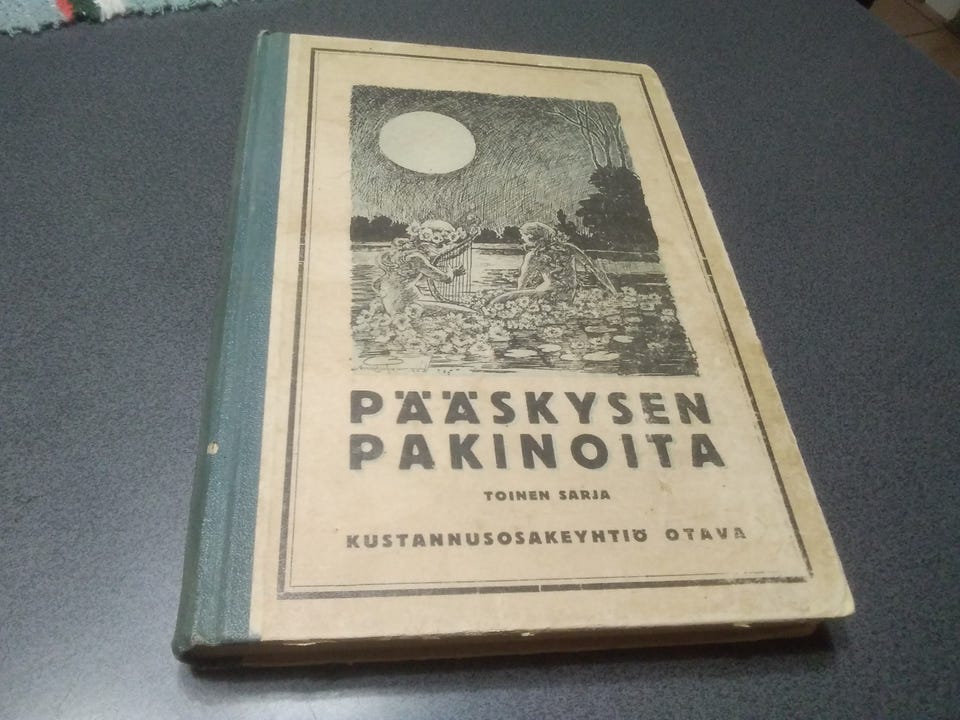 PÄÄSKYSEN
PAKINOITA
TOINEN SARJA
KUSTANNUSOSAKEYHTIÖ OTAVA